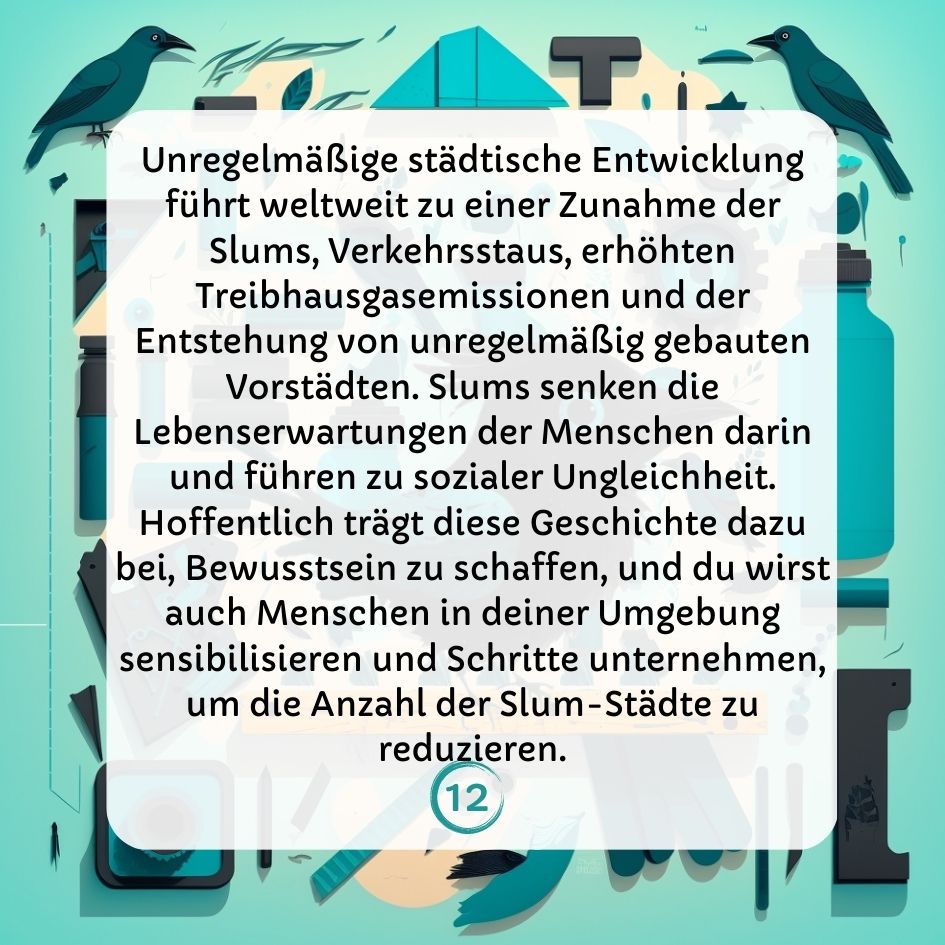 Unregelmäßige städtische Entwicklung
führt weltweit zu einer Zunahme der
Slums, Verkehrsstaus, erhöhten
Treibhausgasemissionen und der
Entstehung von unregelmäßig gebauten
Vorstädten. Slums senken die
Lebenserwartungen der Menschen darin
und führen zu sozialer Ungleichheit.
Hoffentlich trägt diese Geschichte dazu
bei, Bewusstsein zu schaffen, und du wirst
auch Menschen in deiner Umgebung
sensibilisieren und Schritte unternehmen,
um die Anzahl der Slum-Städte zu
reduzieren.
12